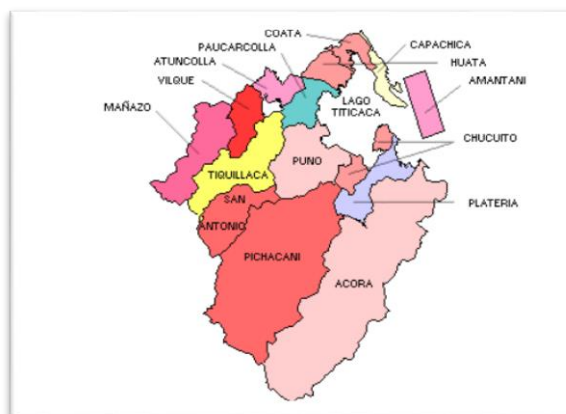 COATA
PAUCARCOLLA
CAPACHICA
ATUNCOLLA
HUATA
VILQUE
AMANTANI
MAÑAZO
LAGO
TITICACA
CHUCUITO
PUNO
TIQUILLACA
SAN
ANTONIO
PLATERIA
PICHACANI
ACORA